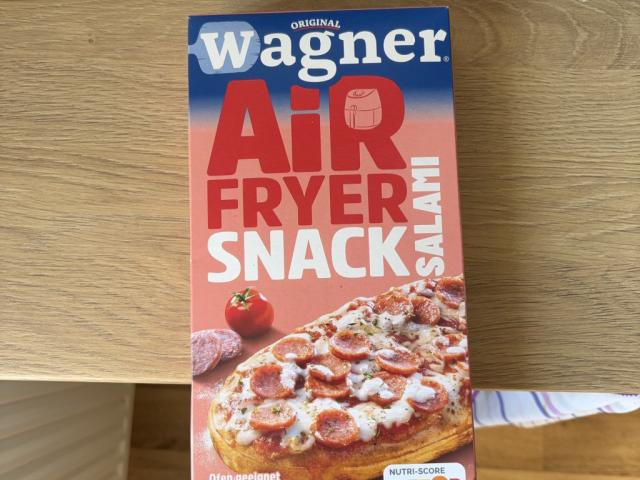 ORIGINAL
Wagner®
AiR
FRYER
SNACK
SALAMI
Ofen geeignet
NUTRI-SCORE